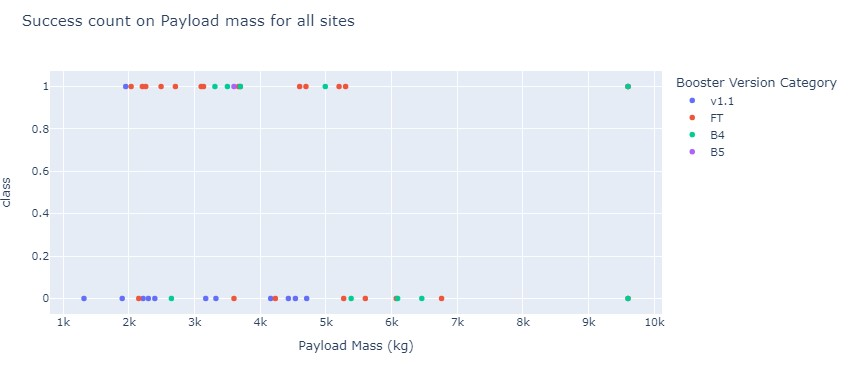 Success count on Payload mass for all sites
Booster Version Category
v1.1
FT
B4
B5
1
0.8
0.6
0.4
0.2
0
class
1k 2k 3k 4k 5k 6k 7k 8k 9k 10k
Payload Mass (kg)